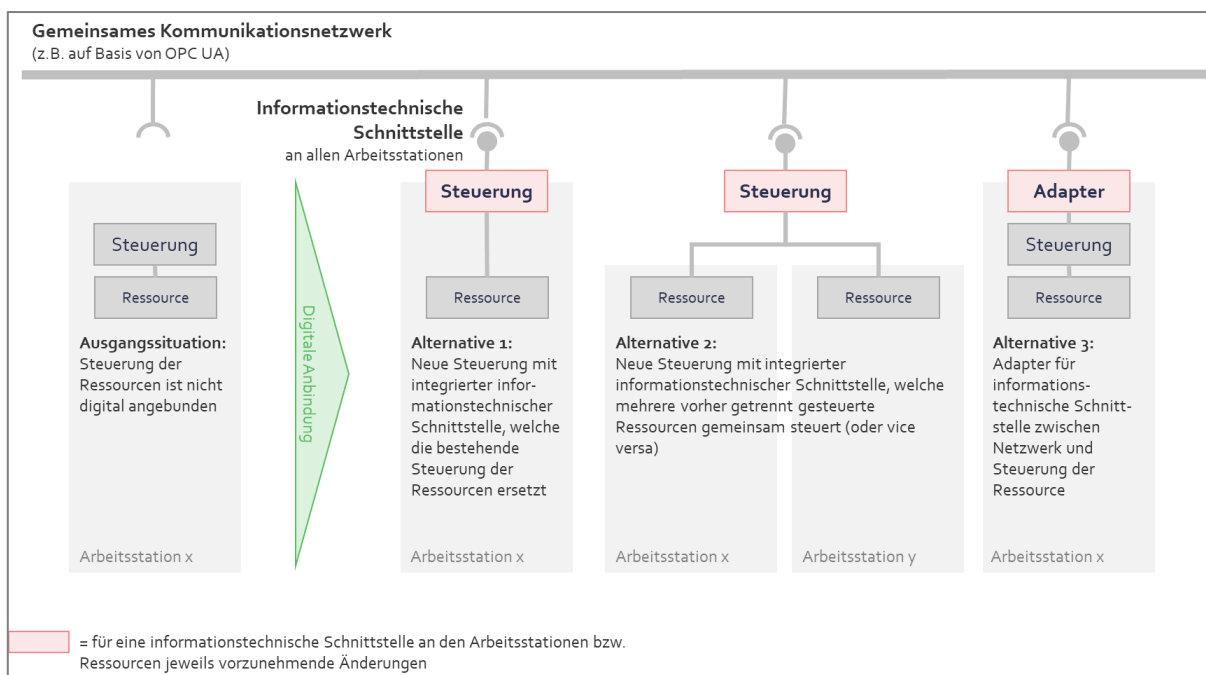 Gemeinsames Kommunikationsnetzwerk
(z.B. auf Basis von OPC UA)
Informationstechnische
Schnittstelle
an allen Arbeitsstationen
Steuerung
Ressource
Ausgangssituation:
Steuerung der
Ressourcen ist nicht
digital angebunden
Arbeitsstation x
Digitale Anbindung
Steuerung
Ressource
Alternative 1:
Neue Steuerung mit
integrierter infor-
mationstechnischer
Schnittstelle, welche
die bestehende
Steuerung der
Ressourcen ersetzt
Arbeitsstation x
Steuerung
Ressource
Ressource
Alternative 2:
Neue Steuerung mit integrierter
informationstechnischer Schnittstelle, welche
mehrere vorher getrennt gesteuerte
Ressourcen gemeinsam steuert (oder vice
versa)
Arbeitsstation x
Arbeitsstation y
Adapter
Steuerung
Ressource
Alternative 3:
Adapter für
informations-
technische Schnitt-
stelle zwischen
Netzwerk und
Steuerung der
Ressource
Arbeitsstation x
= für eine informationstechnische Schnittstelle an den Arbeitsstationen bzw.
Ressourcen jeweils vorzunehmende Änderungen